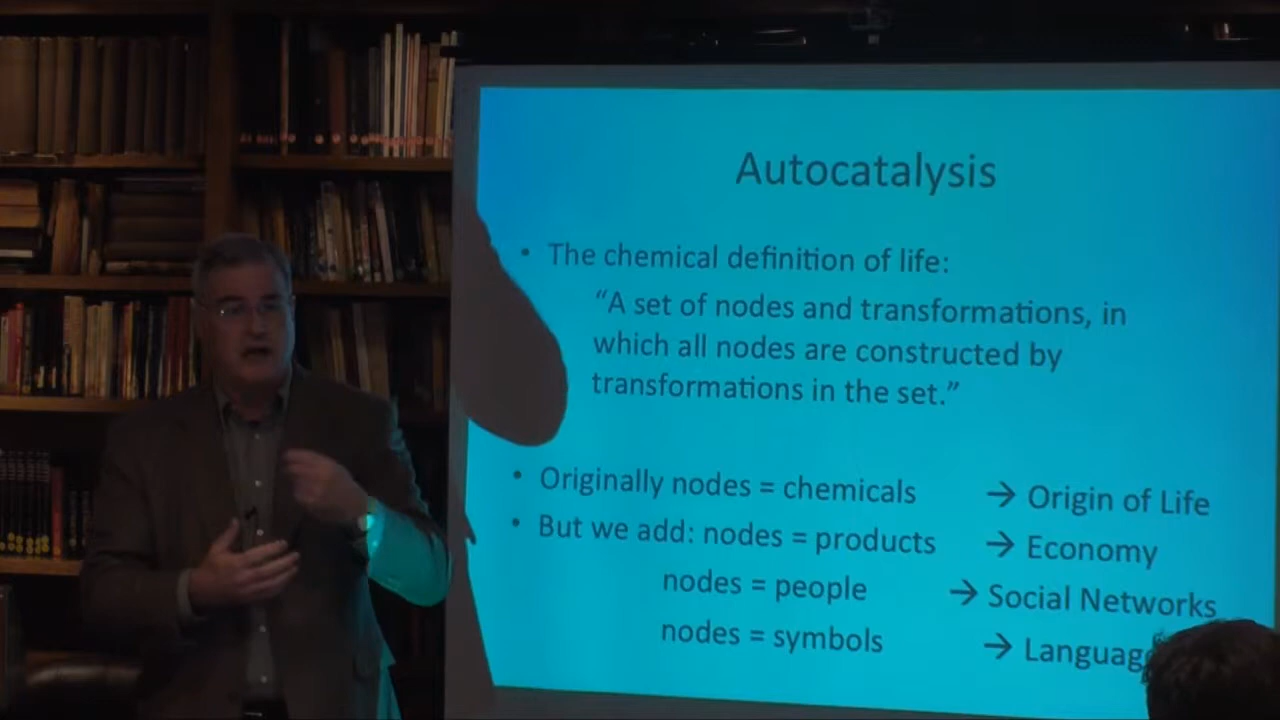 Autocatalysis
• The chemical definition of life:
“A set of nodes and transformations, in
which all nodes are constructed by
transformations in the set.”
• Originally nodes = chemicals → Origin of Life
• But we add: nodes = products → Economy
nodes = people → Social Networks
nodes = symbols → Languag